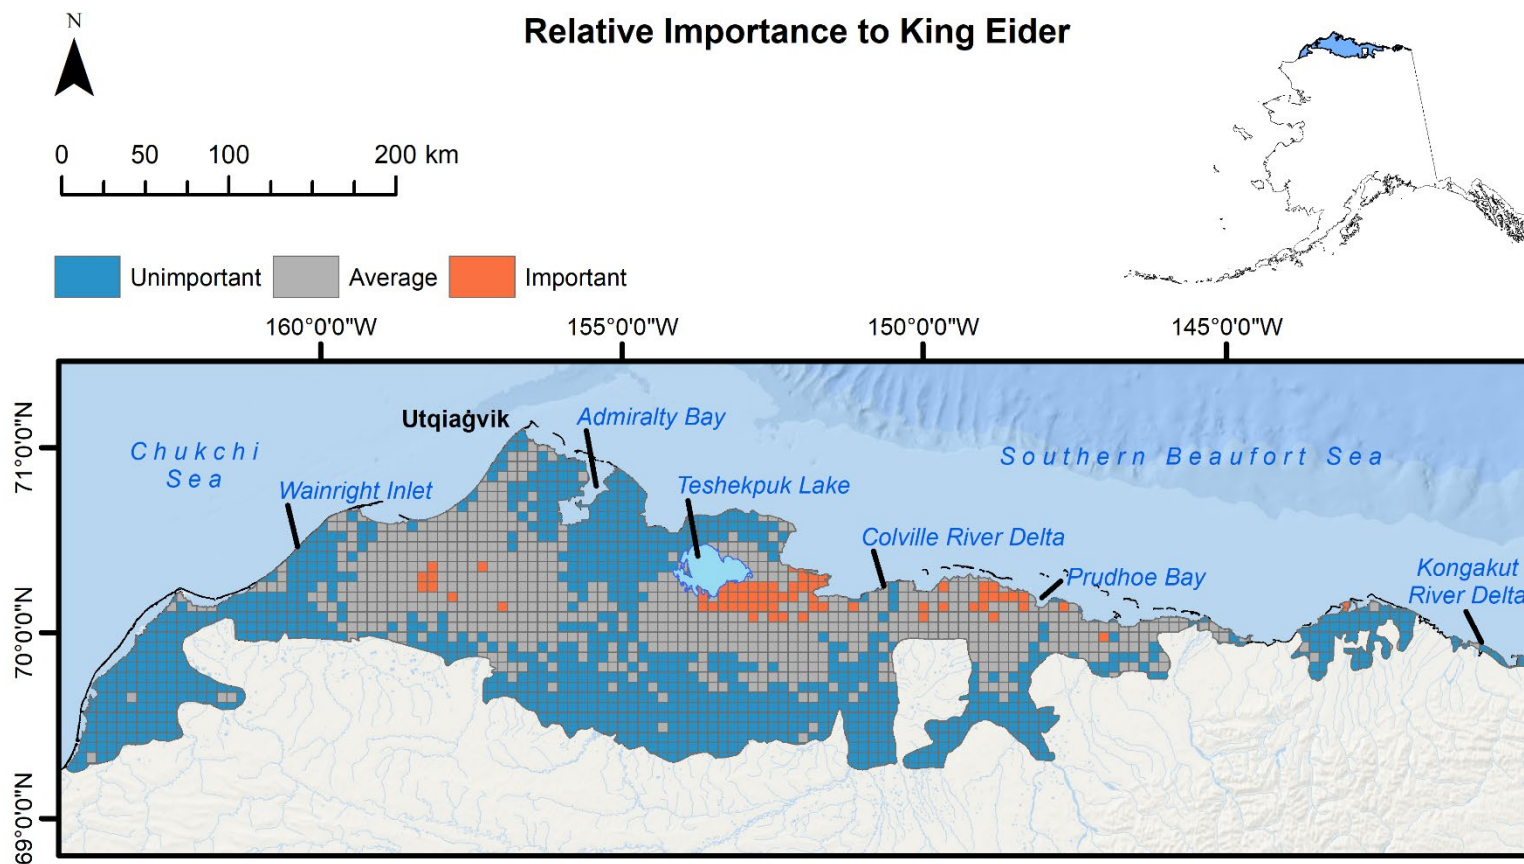 N
Relative Importance to King Eider
0 50 100 200 km
Unimportant Average Important
160°0'0"W 155°0'0"W 150°0'0"W 145°0'0"W
71°0'0"N
70°0'0"N
69°0'0"N
Utqiaġvik
Admiralty Bay
Chukchi
Sea
Southern Beaufort Sea
Wainright Inlet
Teshekpuk Lake
Colville River Delta
Prudhoe Bay
Kongakut
River Delta